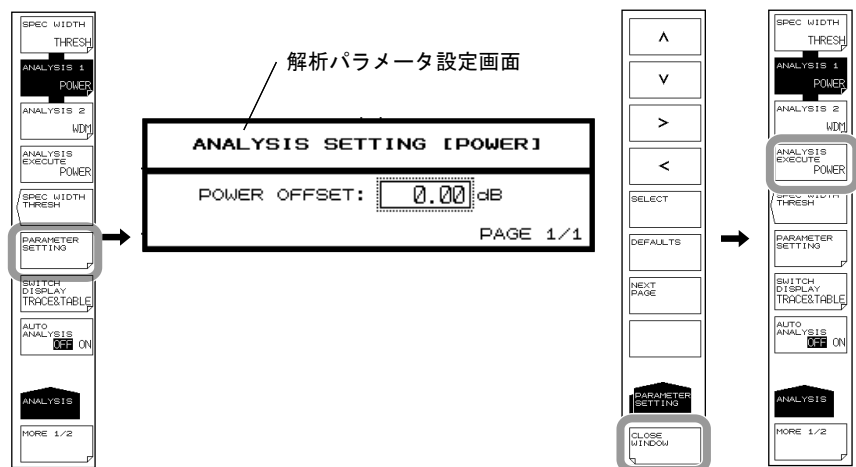 SPEC WIDTH
THRESH
ANALYSIS 1
POWER
ANALYSIS 2
WDM
ANALYSIS
EXECUTE
POWER
SPEC WIDTH
THRESH
PARAMETER
SETTING
SWITCH
DISPLAY
TRACE&TABLE
AUTO
ANALYSIS
OFF ON
ANALYSIS
MORE 1/2
解析パラメータ設定画面
ANALYSIS SETTING [POWER]
POWER OFFSET: 0.00 dB
PAGE 1/1
SELECT
DEFAULTS
NEXT
PAGE
PARAMETER
SETTING
CLOSE
WINDOW
SPEC WIDTH
THRESH
ANALYSIS 1
POWER
ANALYSIS 2
WDM
ANALYSIS
EXECUTE
POWER
SPEC WIDTH
THRESH
PARAMETER
SETTING
SWITCH
DISPLAY
TRACE&TABLE
AUTO
ANALYSIS
OFF ON
ANALYSIS
MORE 1/2